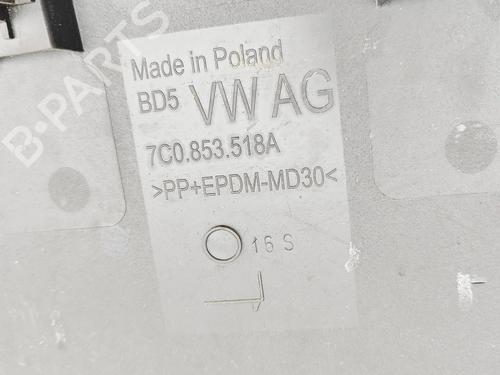 B-PARTS
Made in Poland
BD5 VW AG
7C0.853.518A
>PP+EPDM-MD30<
16 S